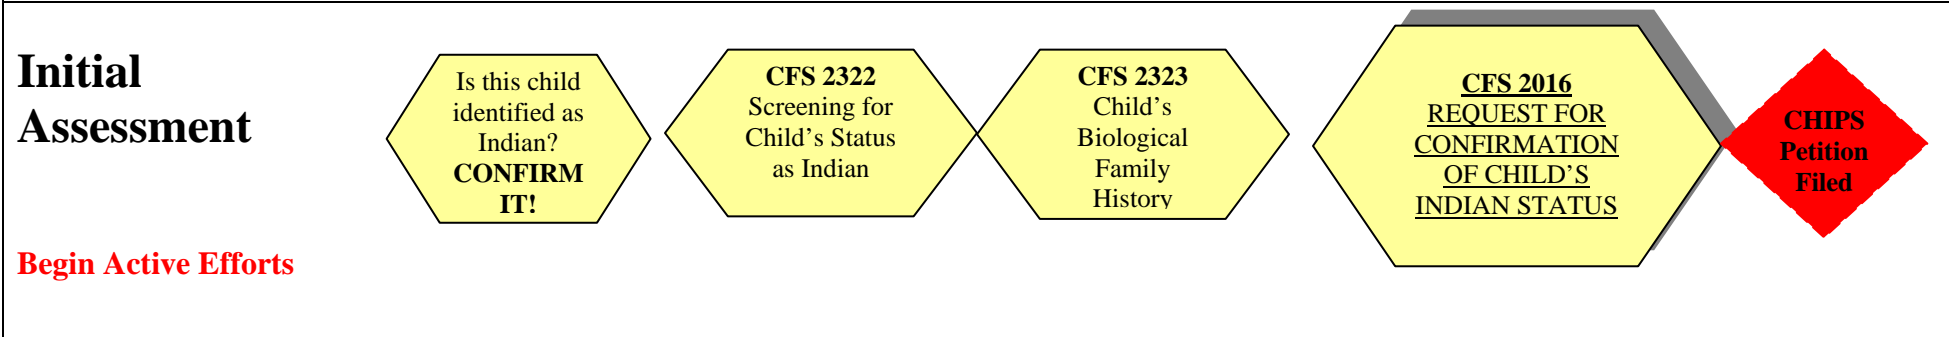 Initial
Assessment
Begin Active Efforts
Is this child
identified as
Indian?
CONFIRM
IT!
CFS 2322
Screening for
Child’s Status
as Indian
CFS 2323
Child’s
Biological
Family
History
CFS 2016
REQUEST FOR
CONFIRMATION
OF CHILD’S
INDIAN STATUS
CHIPS
Petition
Filed